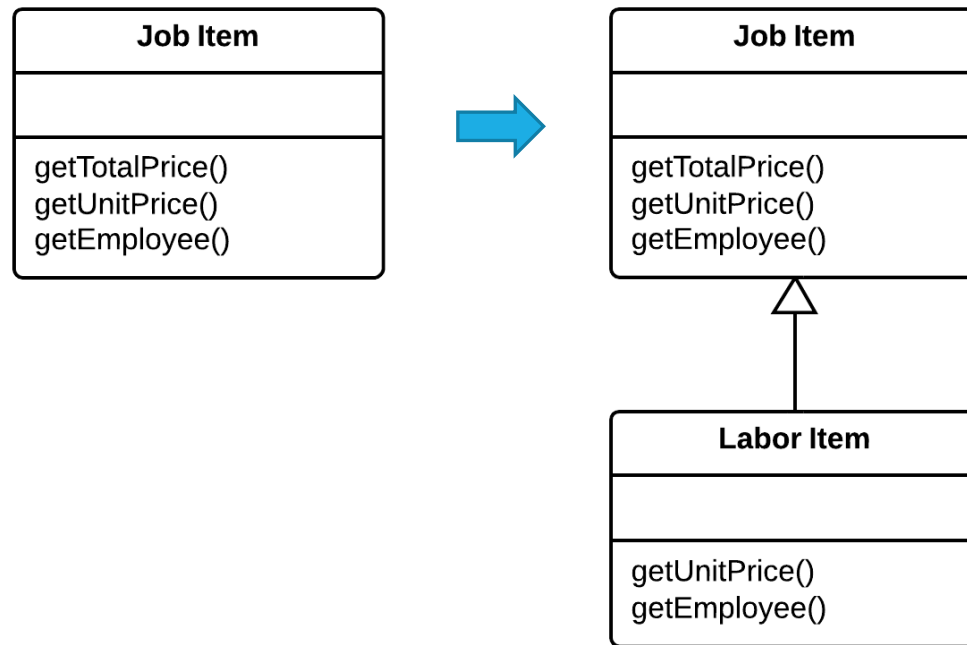 Job Item
getTotalPrice()
getUnitPrice()
getEmployee()
Job Item
getTotalPrice()
getUnitPrice()
getEmployee()
Labor Item
getUnitPrice()
getEmployee()